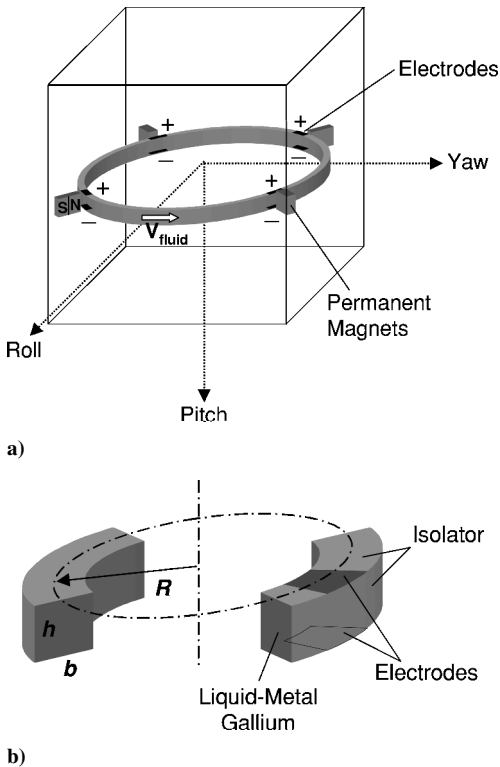 Electrodes
+
+
−
−
+
Yaw
S N
−
V fluid
−
Permanent
Magnets
Roll
Pitch
a)
Isolator
R
h
b
Electrodes
Liquid-Metal
Gallium
b)